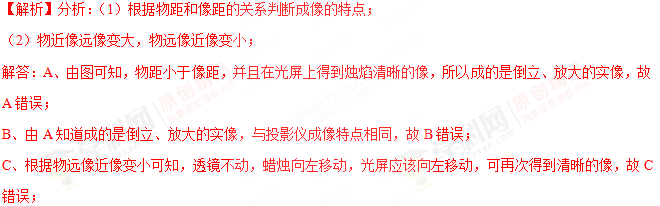 【解析】分析：（1）根据物距和像距的关系判断成像的特点；
（2）物近像远像变大，物远像近像变小；
解答：A、由图可知，物距小于像距，并且在光屏上得到烛焰清晰的像，所以成的是倒立、放大的实像，故
A 错误；
B、由 A 知道成的是倒立、放大的实像，与投影仪成像特点相同，故 B 错误；
C、根据物远像近像变小可知，透镜不动，蜡烛向左移动，光屏应该向左移动，可再次得到清晰的像，故 C
错误；